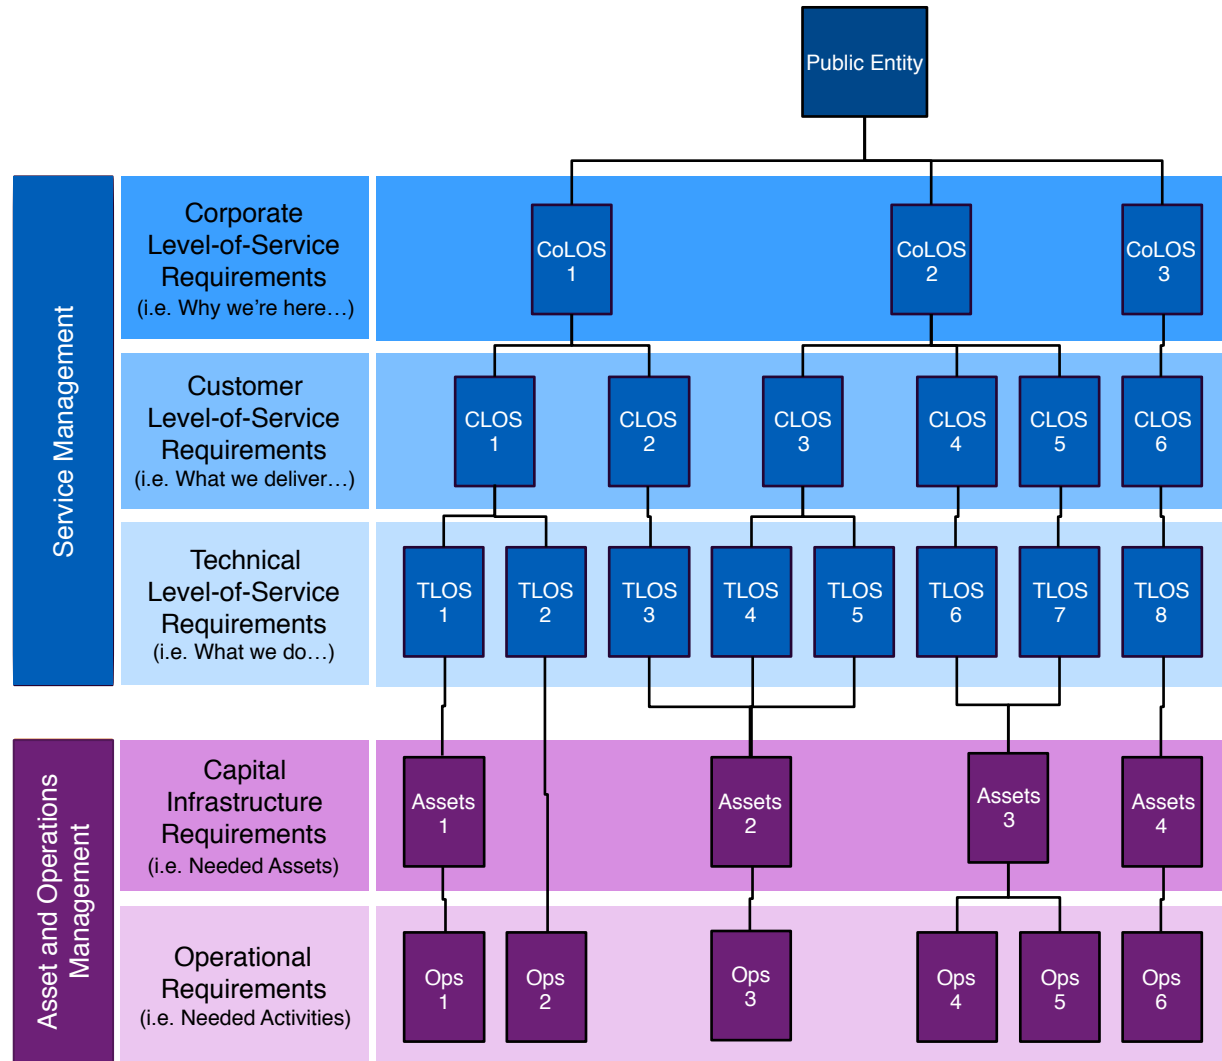 Public Entity
Service Management
Corporate
Level-of-Service
Requirements
(i.e. Why we’re here…)
CoLOS
1
CoLOS
2
CoLOS
3
Customer
Level-of-Service
Requirements
(i.e. What we deliver…)
CLOS
1
CLOS
2
CLOS
3
CLOS
4
CLOS
5
CLOS
6
Technical
Level-of-Service
Requirements
(i.e. What we do…)
TLOS
1
TLOS
2
TLOS
3
TLOS
4
TLOS
5
TLOS
6
TLOS
7
TLOS
8
Asset and Operations
Management
Capital
Infrastructure
Requirements
(i.e. Needed Assets)
Assets
1
Assets
2
Assets
3
Assets
4
Operational
Requirements
(i.e. Needed Activities)
Ops
1
Ops
2
Ops
3
Ops
4
Ops
5
Ops
6